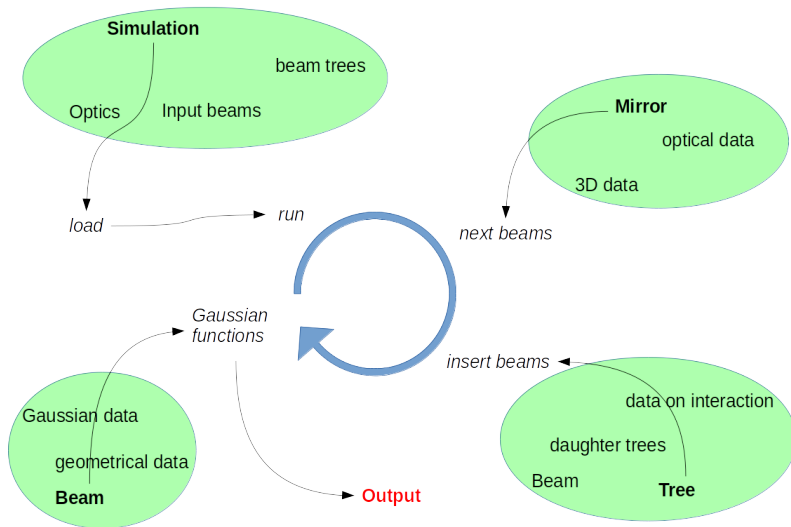 Simulation
beam trees
Optics
Input beams
Mirror
optical data
3D data
load
run
next beams
Gaussian
functions
insert beams
Gaussian data
geometrical data
Beam
data on interaction
daughter trees
Beam
Tree
Output